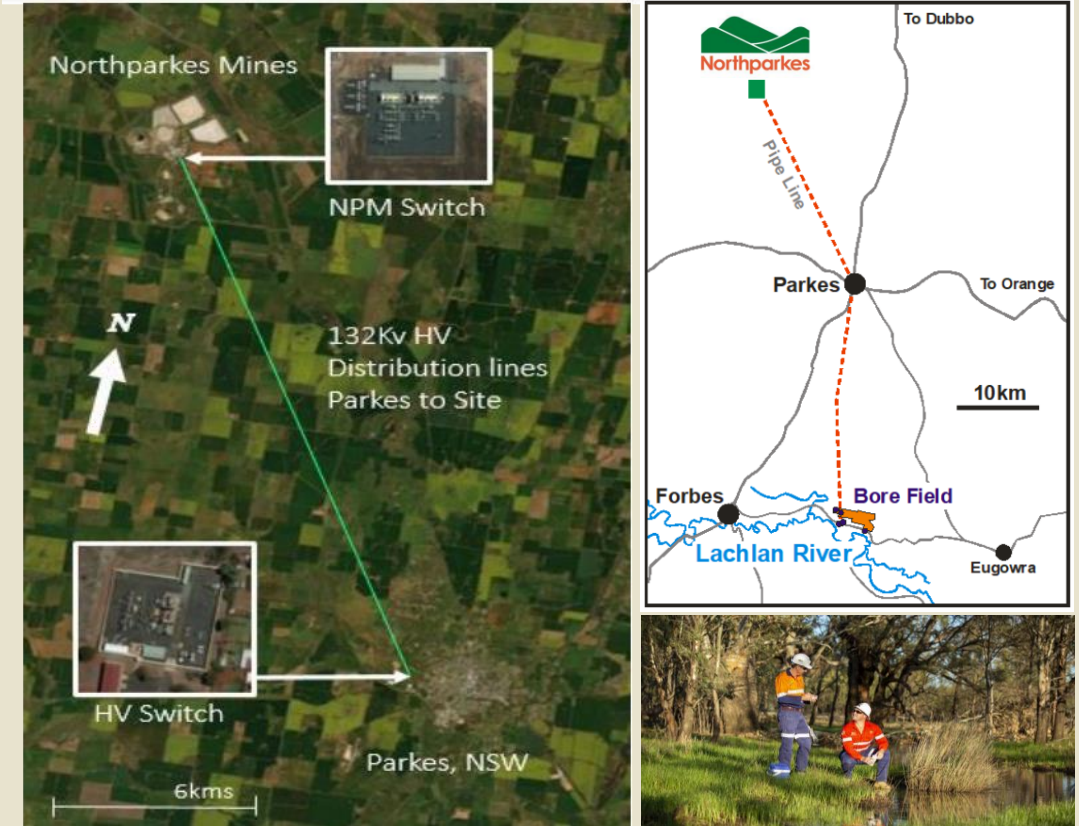 Northparkes Mines
NPM Switch
N
132Kv HV
Distribution lines
Parkes to Site
HV Switch
Parkes, NSW
6kms
To Dubbo
Northparkes
Pipe Line
Parkes
To Orange
10km
Forbes
Bore Field
Lachlan River
Eugowra